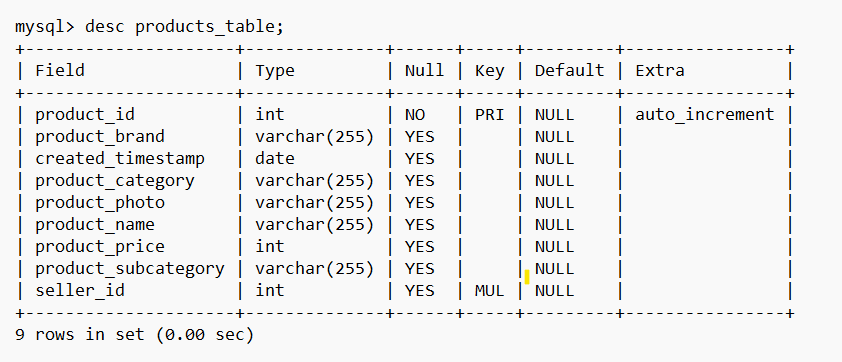 mysql> desc products_table;
+---------------------+--------------+------+-----+---------+----------------+
| Field               | Type         | Null | Key | Default | Extra          |
+---------------------+--------------+------+-----+---------+----------------+
| product_id          | int          | NO   | PRI | NULL    | auto_increment |
| product_brand       | varchar(255) | YES  |     | NULL    |                |
| created_timestamp   | date         | YES  |     | NULL    |                |
| product_category    | varchar(255) | YES  |     | NULL    |                |
| product_photo       | varchar(255) | YES  |     | NULL    |                |
| product_name        | varchar(255) | YES  |     | NULL    |                |
| product_price       | int          | YES  |     | NULL    |                |
| product_subcategory | varchar(255) | YES  |     | NULL    |                |
| seller_id           | int          | YES  | MUL | NULL    |                |
+---------------------+--------------+------+-----+---------+----------------+
9 rows in set (0.00 sec)